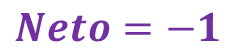 Neto = −1